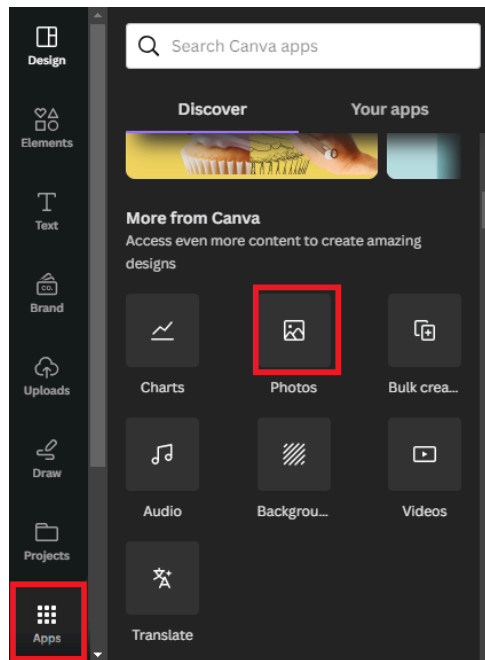 Design
Elements
Text
CO.
Brand
Uploads
Draw
Projects
Apps
Search Canva apps
Discover
Your apps
More from Canva
Access even more content to create amazing
designs
Charts
Photos
Bulk crea...
Audio
Backgrou...
Videos
Translate